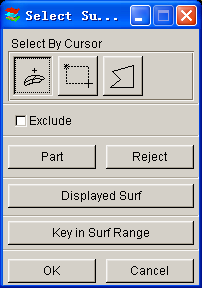 Select Su...
Select By Cursor
Exclude
Part
Reject
Displayed Surf
Key in Surf Range
OK
Cancel